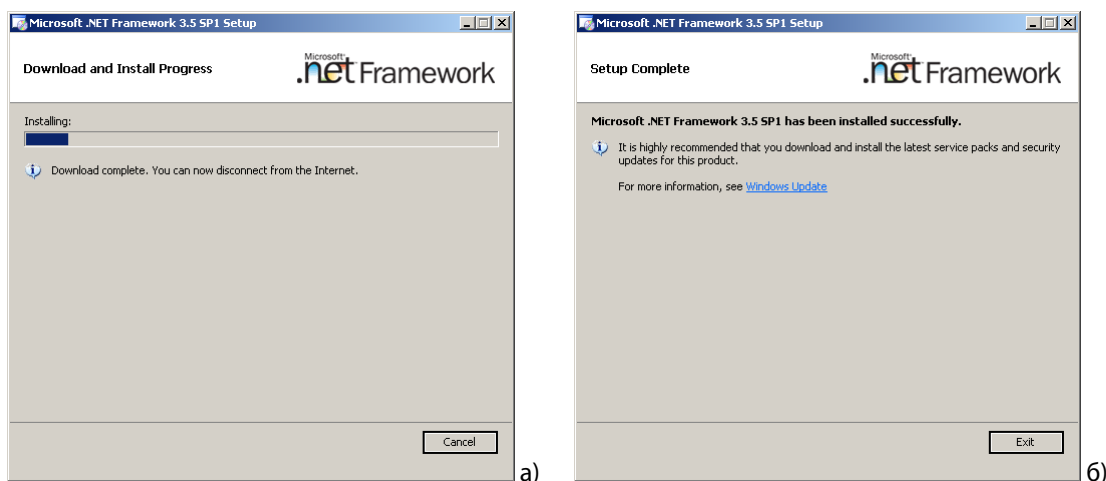 Microsoft .NET Framework 3.5 SP1 Setup
Download and Install Progress
Microsoft
.net Framework
Installing:
Download complete. You can now disconnect from the Internet.
Cancel
а)
Microsoft .NET Framework 3.5 SP1 Setup
Setup Complete
Microsoft
.net Framework
Microsoft .NET Framework 3.5 SP1 has been installed successfully.
It is highly recommended that you download and install the latest service packs and security
updates for this product.
For more information, see Windows Update
Exit
б)